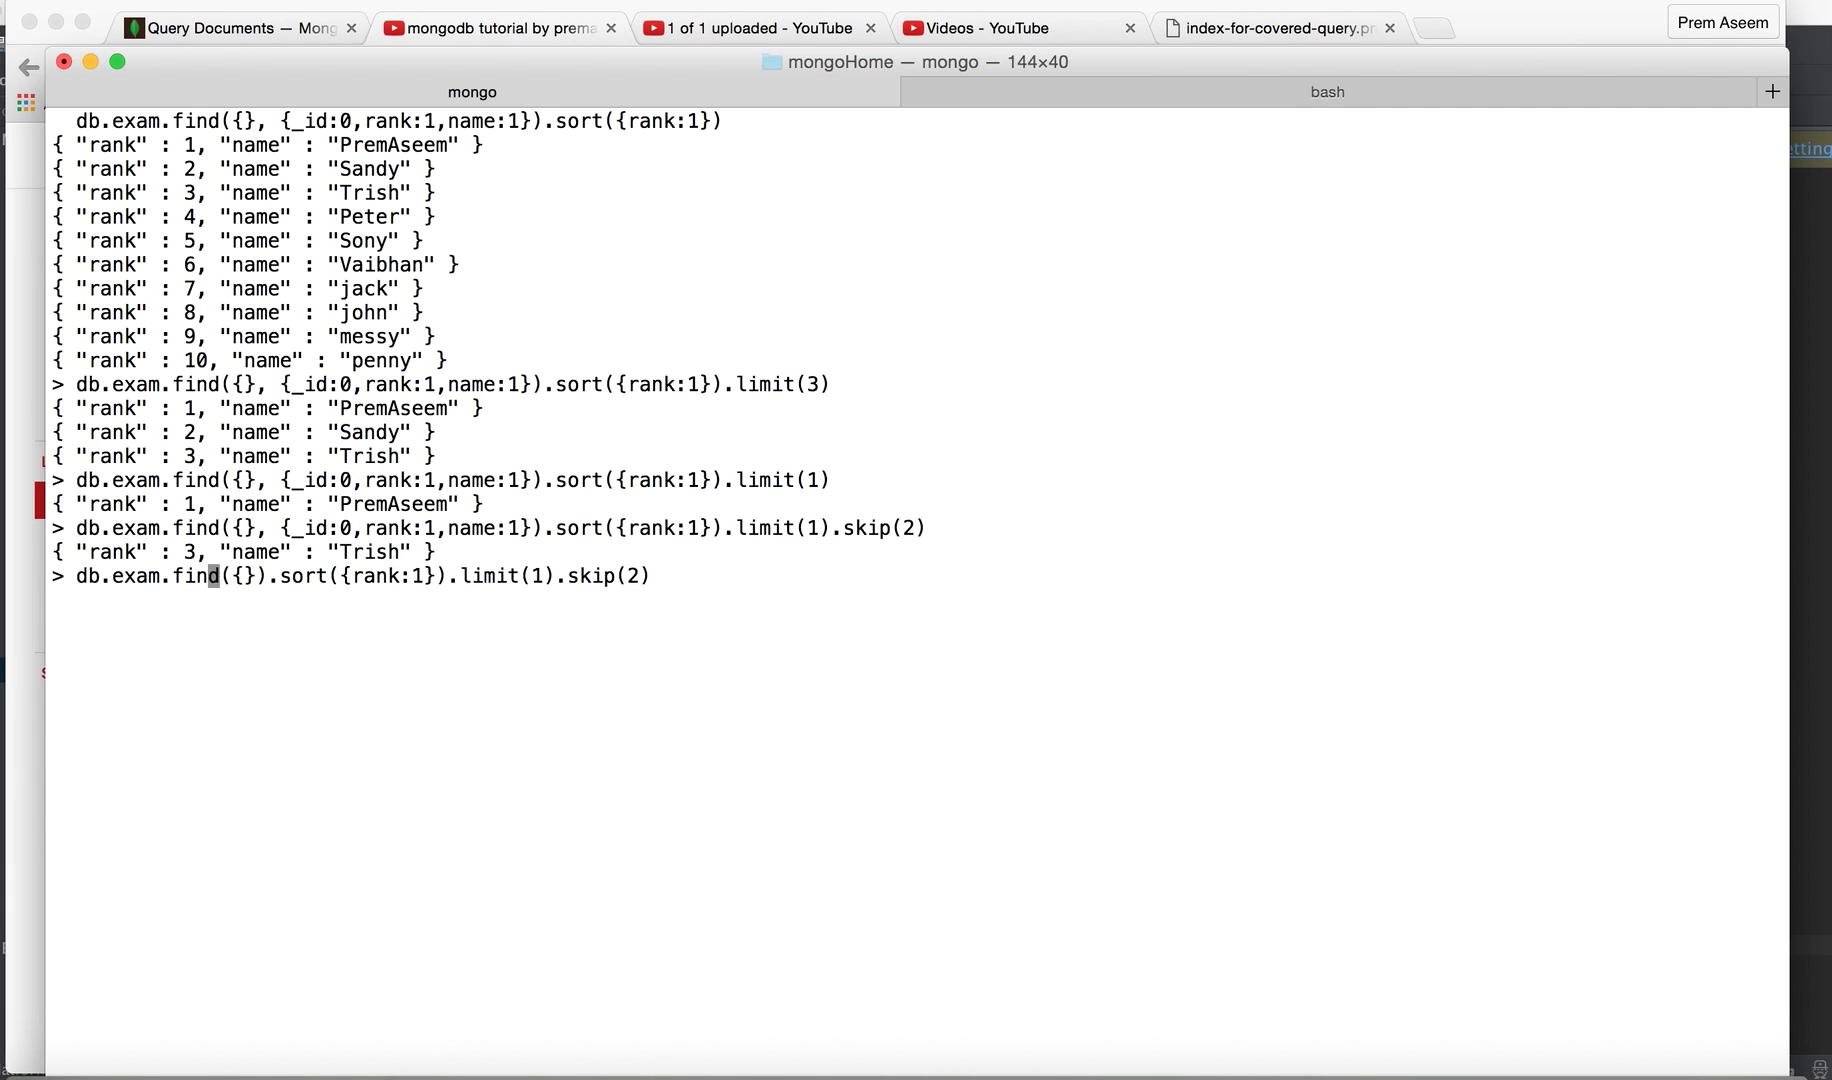 Query Documents — Mong
mongodb tutorial by prema
1 of 1 uploaded - YouTube
Videos - YouTube
index-for-covered-query.pn
Prem Aseem
mongoHome — mongo — 144×40
mongo
bash
+
db.exam.find({}, {_id:0,rank:1,name:1}).sort({rank:1})
{ "rank" : 1, "name" : "PremAseem" }
{ "rank" : 2, "name" : "Sandy" }
{ "rank" : 3, "name" : "Trish" }
{ "rank" : 4, "name" : "Peter" }
{ "rank" : 5, "name" : "Sony" }
{ "rank" : 6, "name" : "Vaibhan" }
{ "rank" : 7, "name" : "jack" }
{ "rank" : 8, "name" : "john" }
{ "rank" : 9, "name" : "messy" }
{ "rank" : 10, "name" : "penny" }
> db.exam.find({}, {_id:0,rank:1,name:1}).sort({rank:1}).limit(3)
{ "rank" : 1, "name" : "PremAseem" }
{ "rank" : 2, "name" : "Sandy" }
{ "rank" : 3, "name" : "Trish" }
> db.exam.find({}, {_id:0,rank:1,name:1}).sort({rank:1}).limit(1)
{ "rank" : 1, "name" : "PremAseem" }
> db.exam.find({}, {_id:0,rank:1,name:1}).sort({rank:1}).limit(1).skip(2)
{ "rank" : 3, "name" : "Trish" }
> db.exam.find({}).sort({rank:1}).limit(1).skip(2)
etting